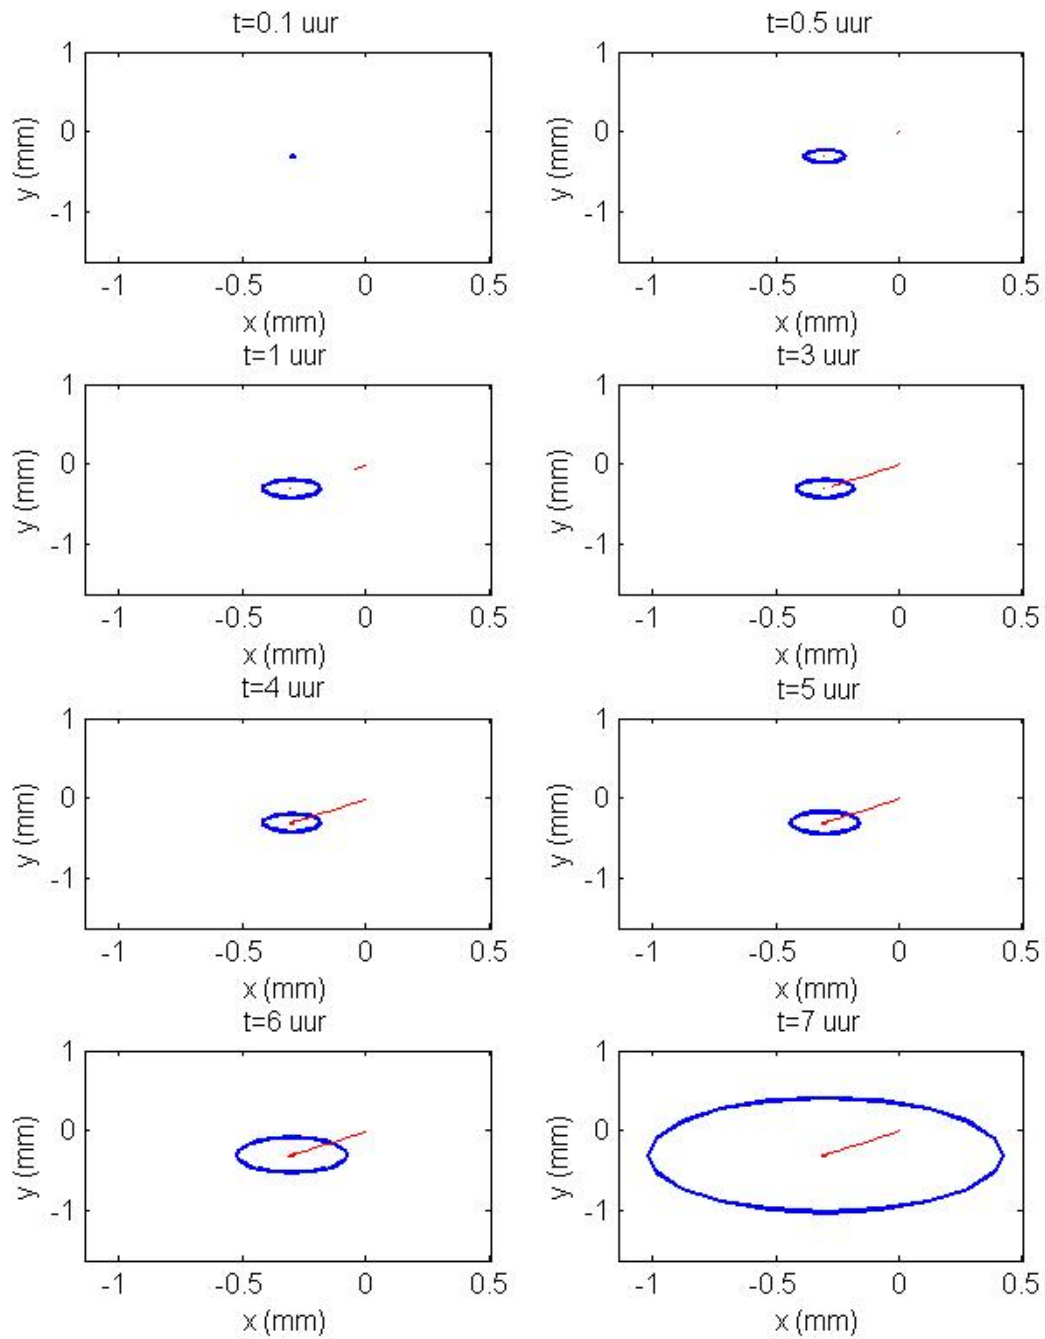 t=0.1 uur
1
0
-1
y (mm)
-1 -0.5 0 0.5
x (mm)
t=0.5 uur
1
0
-1
y (mm)
-1 -0.5 0 0.5
x (mm)
t=1 uur
1
0
-1
y (mm)
-1 -0.5 0 0.5
x (mm)
t=3 uur
1
0
-1
y (mm)
-1 -0.5 0 0.5
x (mm)
t=4 uur
1
0
-1
y (mm)
-1 -0.5 0 0.5
x (mm)
t=5 uur
1
0
-1
y (mm)
-1 -0.5 0 0.5
x (mm)
t=6 uur
1
0
-1
y (mm)
-1 -0.5 0 0.5
x (mm)
t=7 uur
1
0
-1
y (mm)
-1 -0.5 0 0.5
x (mm)